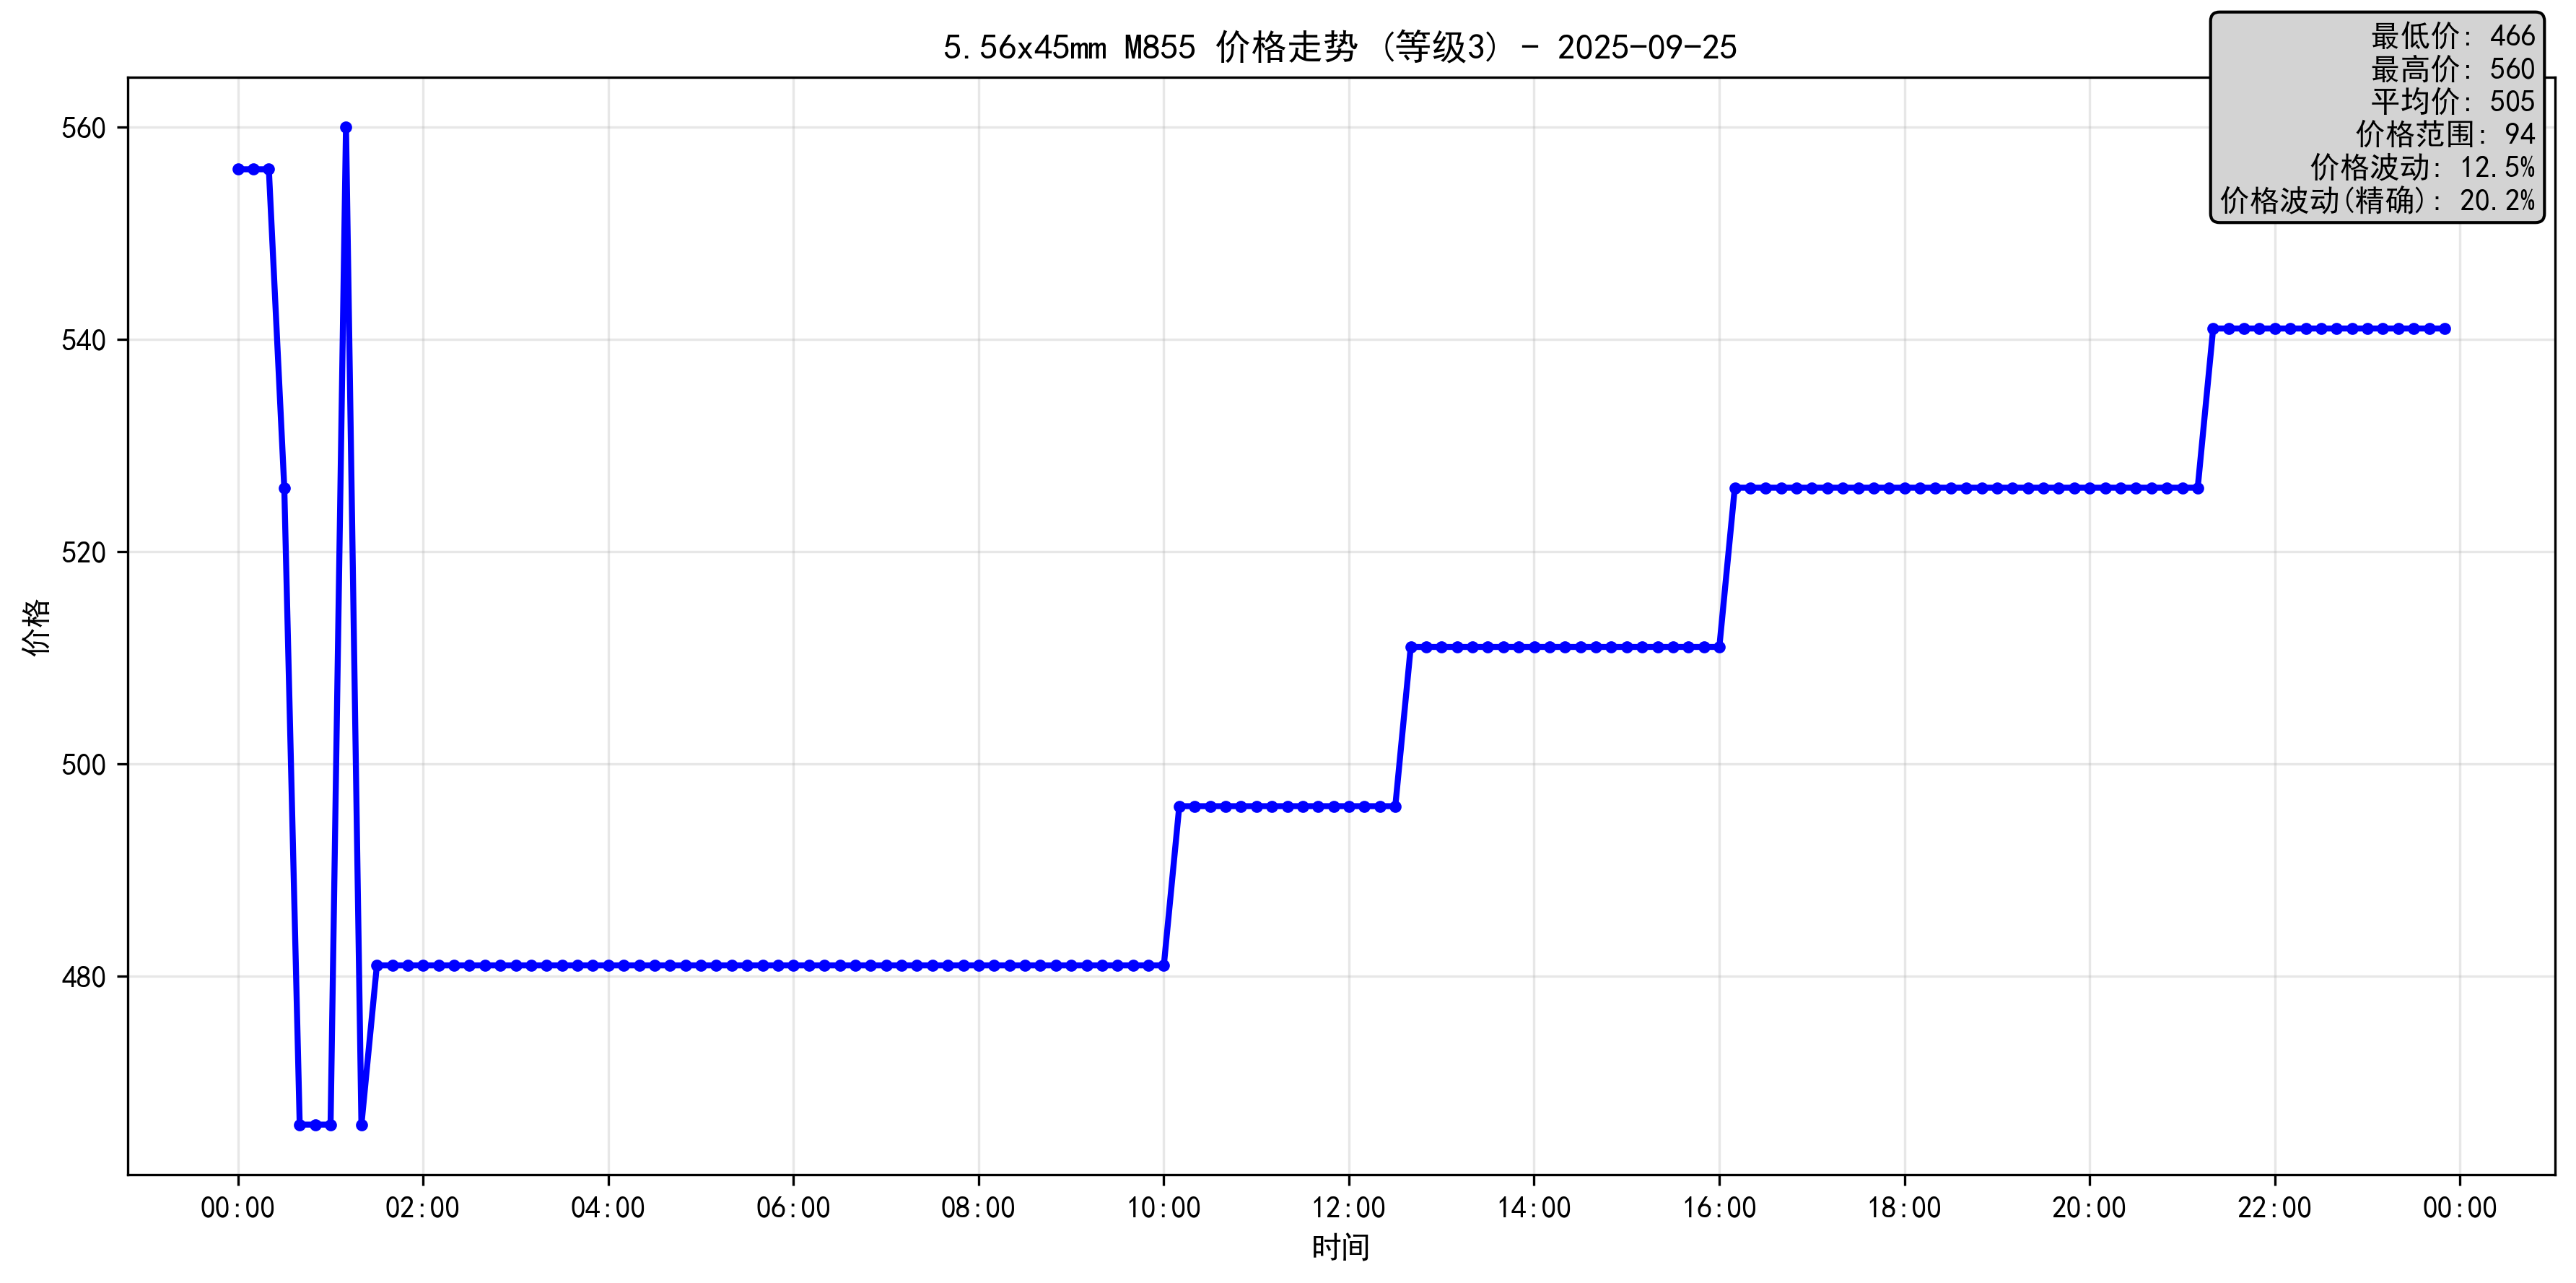 5.56x45mm M855 价格走势 (等级3) - 2025-09-25
最低价: 466
最高价: 560
平均价: 505
价格范围: 94
价格波动: 12.5%
价格波动(精确): 20.2%
560
540
520
500
480
价格
00:00 02:00 04:00 06:00 08:00 10:00 12:00 14:00 16:00 18:00 20:00 22:00 00:00
时间